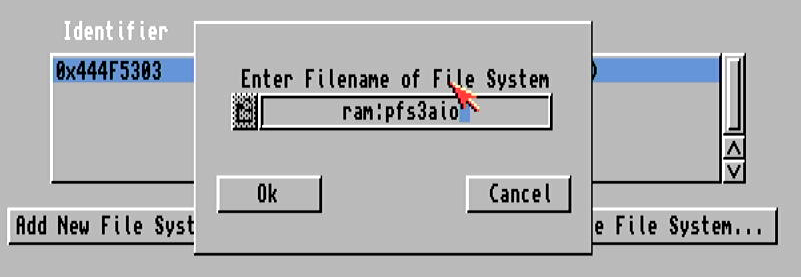 Identifier
0x444F5303
)
Enter Filename of File System
ram:pfs3aio
Ok
Cancel
Add New File Syst
e File System...